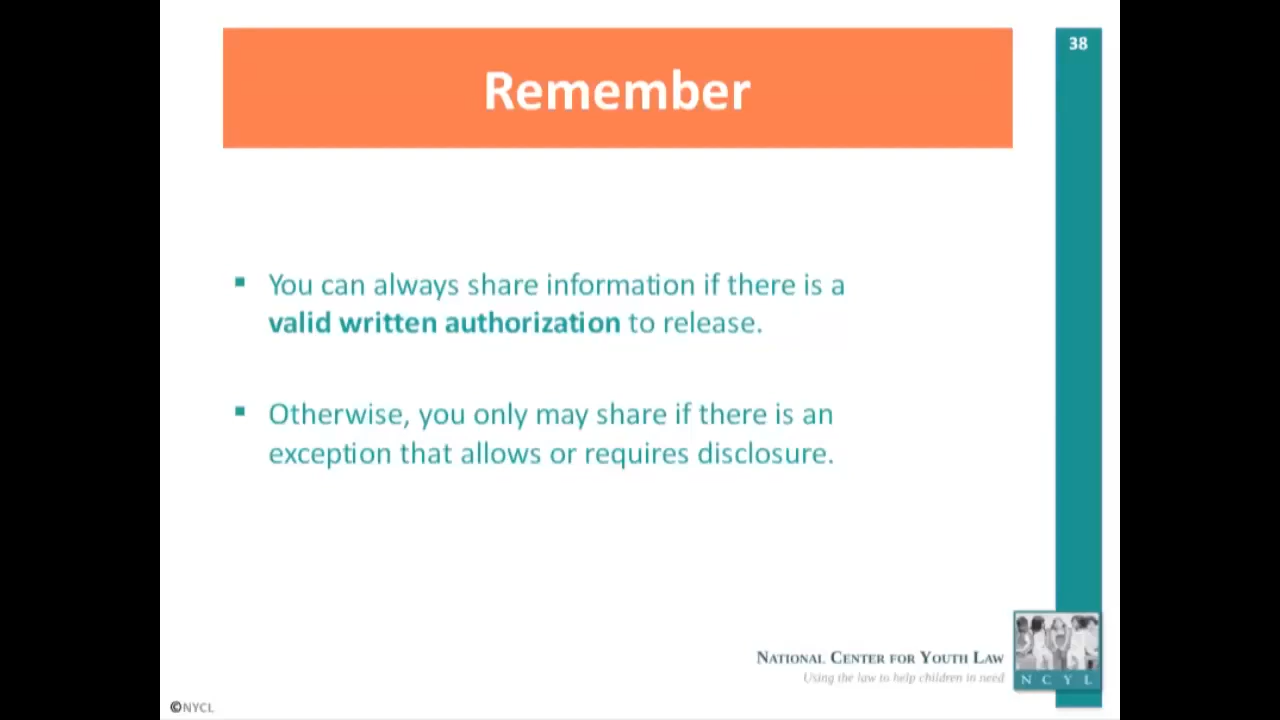 38
Remember
▪ You can always share information if there is a
valid written authorization to release.
▪ Otherwise, you only may share if there is an
exception that allows or requires disclosure.
NATIONAL CENTER FOR YOUTH LAW
Using the law to help children in need
N C Y L
©NYCL